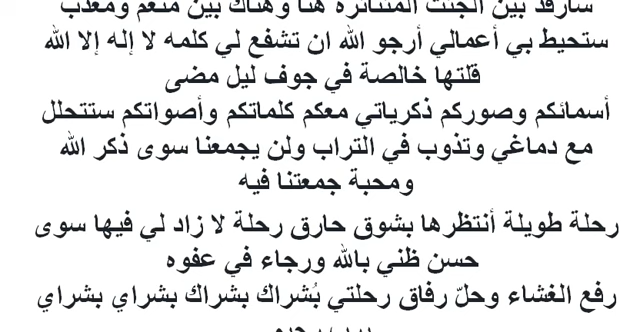 سأرقد بين الجثث المتناثرة هنا وهناك بين منعم ومعذب
ستحيط بي أعمالي أرجو الله ان تشفع لي كلمه لا إله إلا الله
قلتها خالصة في جوف ليل مضى
أسمائكم وصوركم ذكرياتي معكم كلماتكم وأصواتكم ستتحلل
مع دماغي وتذوب في التراب ولن يجمعنا سوى ذكر الله
ومحبة جمعتنا فيه
رحلة طويلة أنتظرها بشوق حارق رحلة لا زاد لي فيها سوى
حسن ظني بالله ورجاء في عفوه
رفع الغشاء وحلّ رفاق رحلتي بُشراك بشراك بشراي بشراي